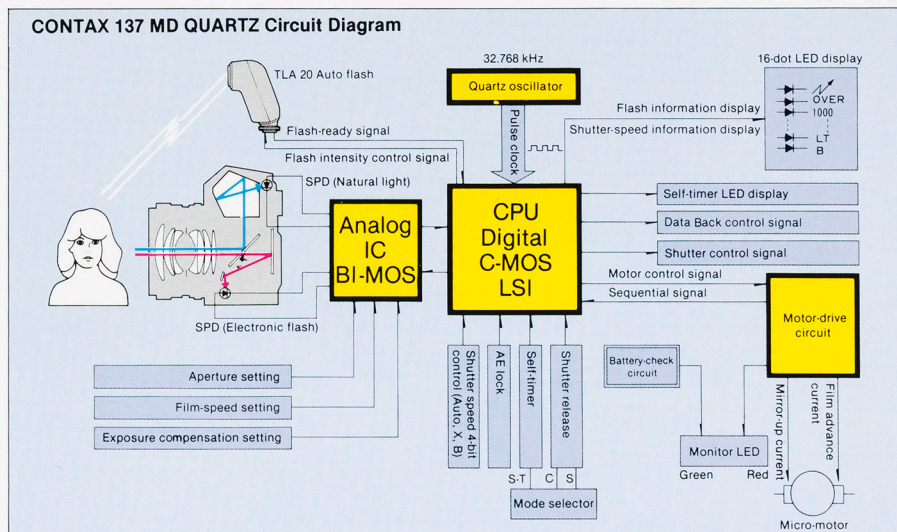 CONTAX 137 MD QUARTZ Circuit Diagram
TLA 20 Auto flash
32.768 kHz
Quartz oscillator
Pulse clock
16-dot LED display
OVER
1000
LT
B
Flash information display
Shutter-speed information display
Flash-ready signal
Flash intensity control signal
SPD (Natural light)
Analog
IC
BI-MOS
CPU
Digital
C-MOS
LSI
Self-timer LED display
Data Back control signal
Shutter control signal
Motor control signal
Sequential signal
Motor-drive
circuit
SPD (Electronic flash)
Aperture setting
Film-speed setting
Exposure compensation setting
Shutter speed 4-bit
control (Auto, X, B)
AE lock
Self-timer
Shutter release
S-T
C
S
Mode selector
Battery-check
circuit
Monitor LED
Green
Red
Mirror-up current
Film advance
current
Micro-motor